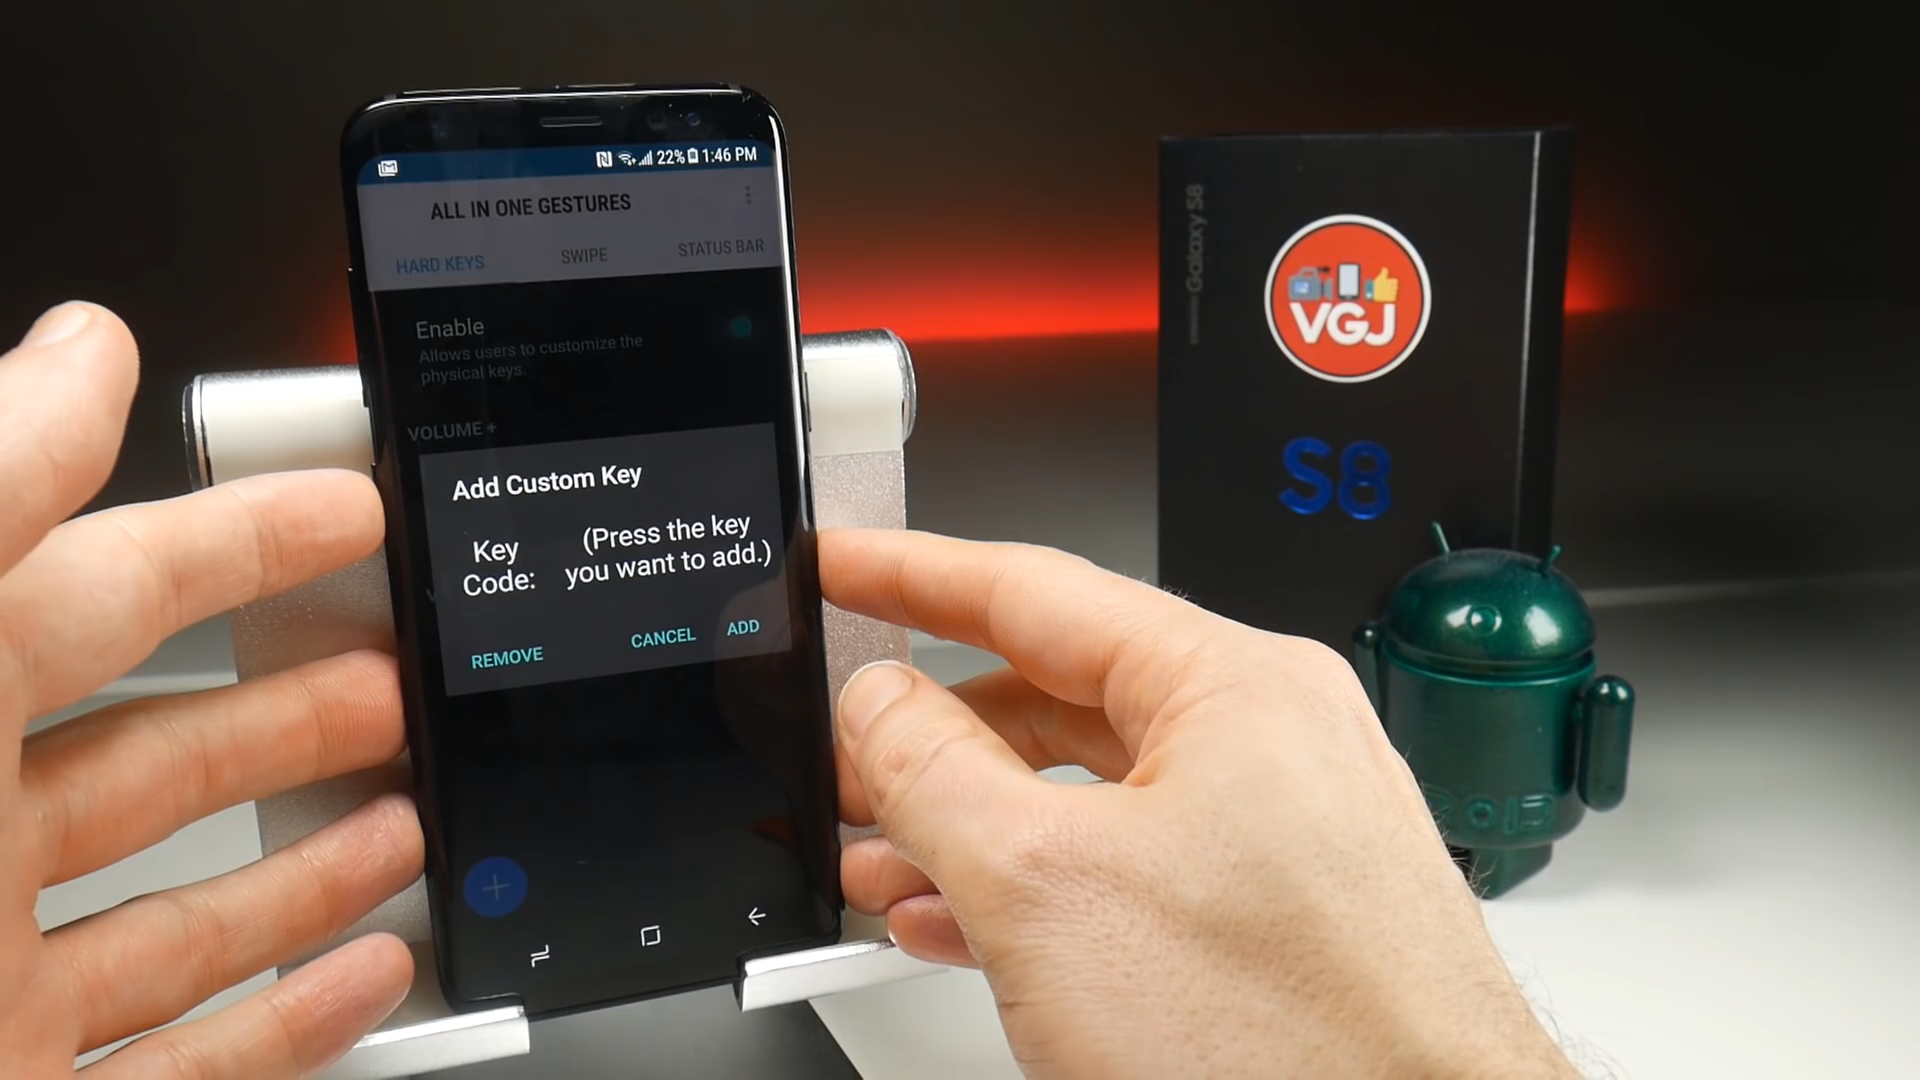 22% 1:46 PM
ALL IN ONE GESTURES
HARD KEYS
SWIPE
STATUS BAR
Enable
Allows users to customize the
physical keys.
VOLUME +
Add Custom Key
Key
Code:
(Press the key
you want to add.)
REMOVE
CANCEL
ADD
Galaxy S8
VGJ
S8